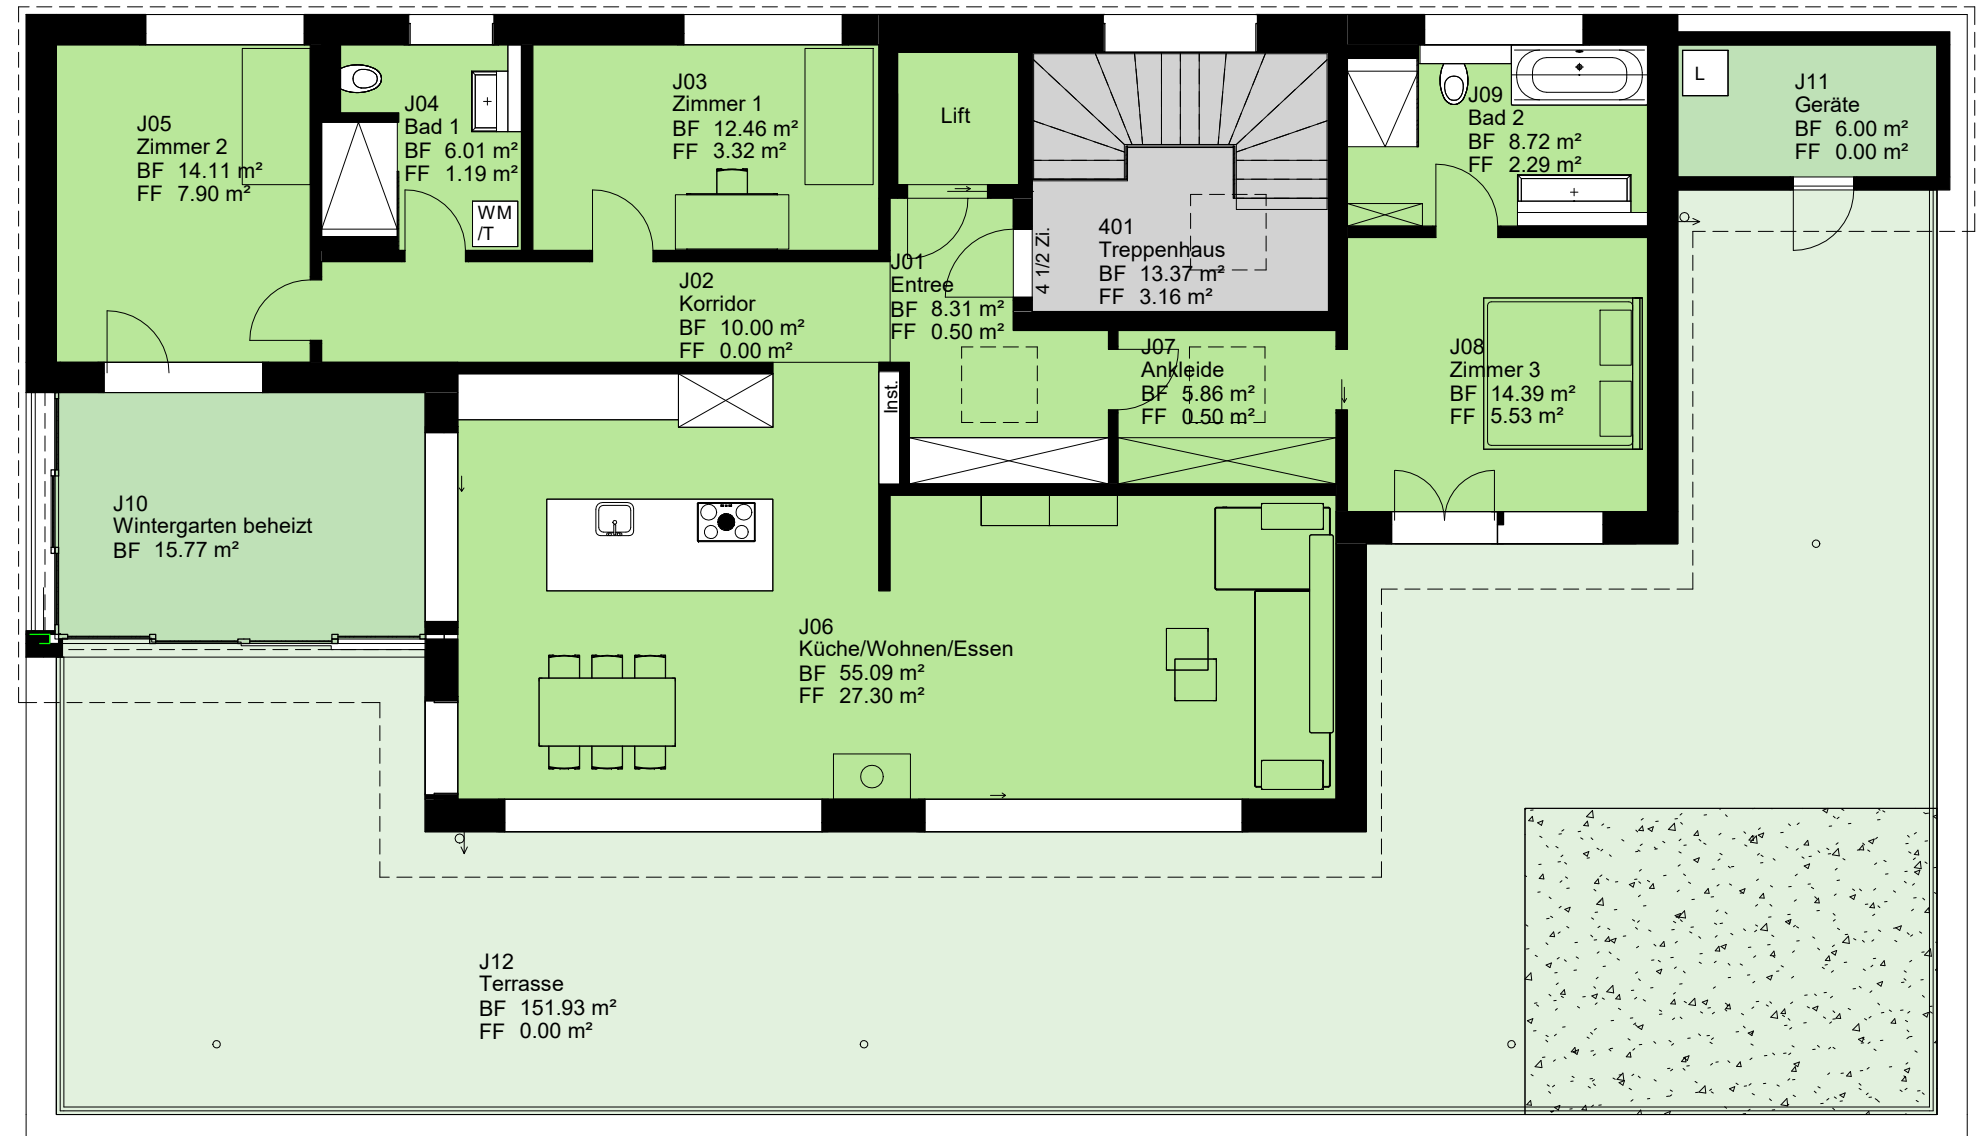 J05
Zimmer 2
BF 14.11 m²
FF 7.90 m²
J04
Bad 1
BF 6.01 m²
FF 1.19 m²
WM
/T
J03
Zimmer 1
BF 12.46 m²
FF 3.32 m²
Lift
J02
Korridor
BF 10.00 m²
FF 0.00 m²
J01
Entree
BF 8.31 m²
FF 0.50 m²
4 1/2 Zi.
401
Treppenhaus
BF 13.37 m²
FF 3.16 m²
J09
Bad 2
BF 8.72 m²
FF 2.29 m²
L
J11
Geräte
BF 6.00 m²
FF 0.00 m²
J07
Ankleide
BF 5.86 m²
FF 0.50 m²
J08
Zimmer 3
BF 14.39 m²
FF 5.53 m²
Inst.
J10
Wintergarten beheizt
BF 15.77 m²
J06
Küche/Wohnen/Essen
BF 55.09 m²
FF 27.30 m²
J12
Terrasse
BF 151.93 m²
FF 0.00 m²